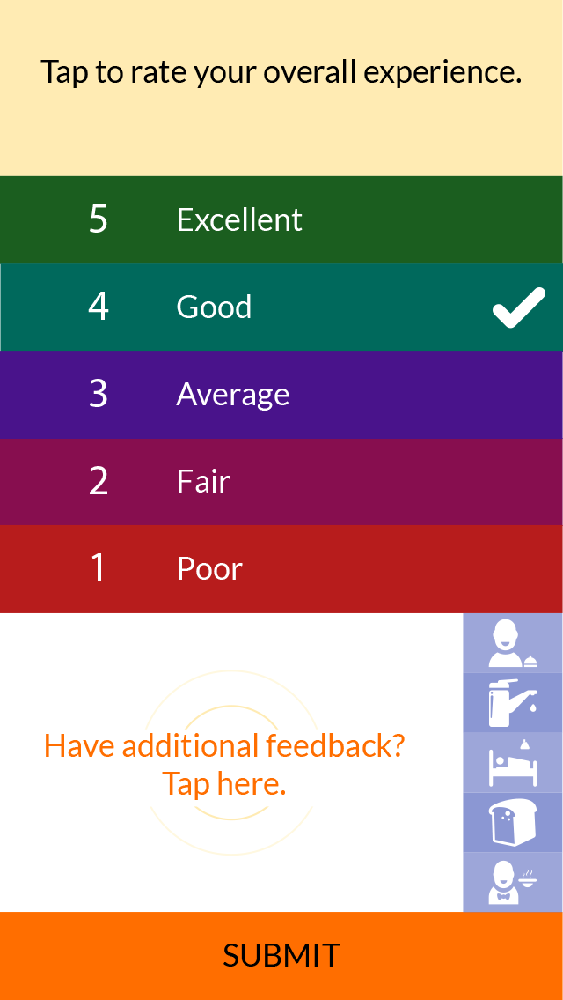 Tap to rate your overall experience.
5 Excellent
4 Good
3 Average
2 Fair
1 Poor
Have additional feedback?
Tap here.
SUBMIT